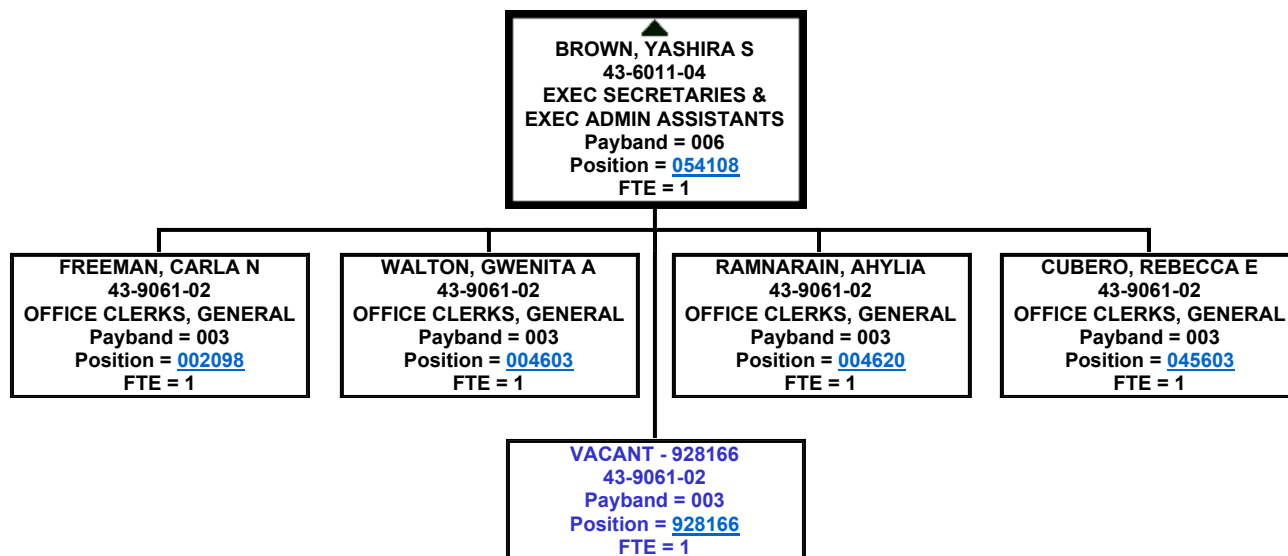 BROWN, YASHIRA S
43-6011-04
EXEC SECRETARIES &
EXEC ADMIN ASSISTANTS
Payband = 006
Position = 054108
FTE = 1
FREEMAN, CARLA N
43-9061-02
OFFICE CLERKS, GENERAL
Payband = 003
Position = 002098
FTE = 1
WALTON, GWENITA A
43-9061-02
OFFICE CLERKS, GENERAL
Payband = 003
Position = 004603
FTE = 1
RAMNARAIN, AHYLIA
43-9061-02
OFFICE CLERKS, GENERAL
Payband = 003
Position = 004620
FTE = 1
CUBERO, REBECCA E
43-9061-02
OFFICE CLERKS, GENERAL
Payband = 003
Position = 045603
FTE = 1
VACANT - 928166
43-9061-02
Payband = 003
Position = 928166
FTE = 1